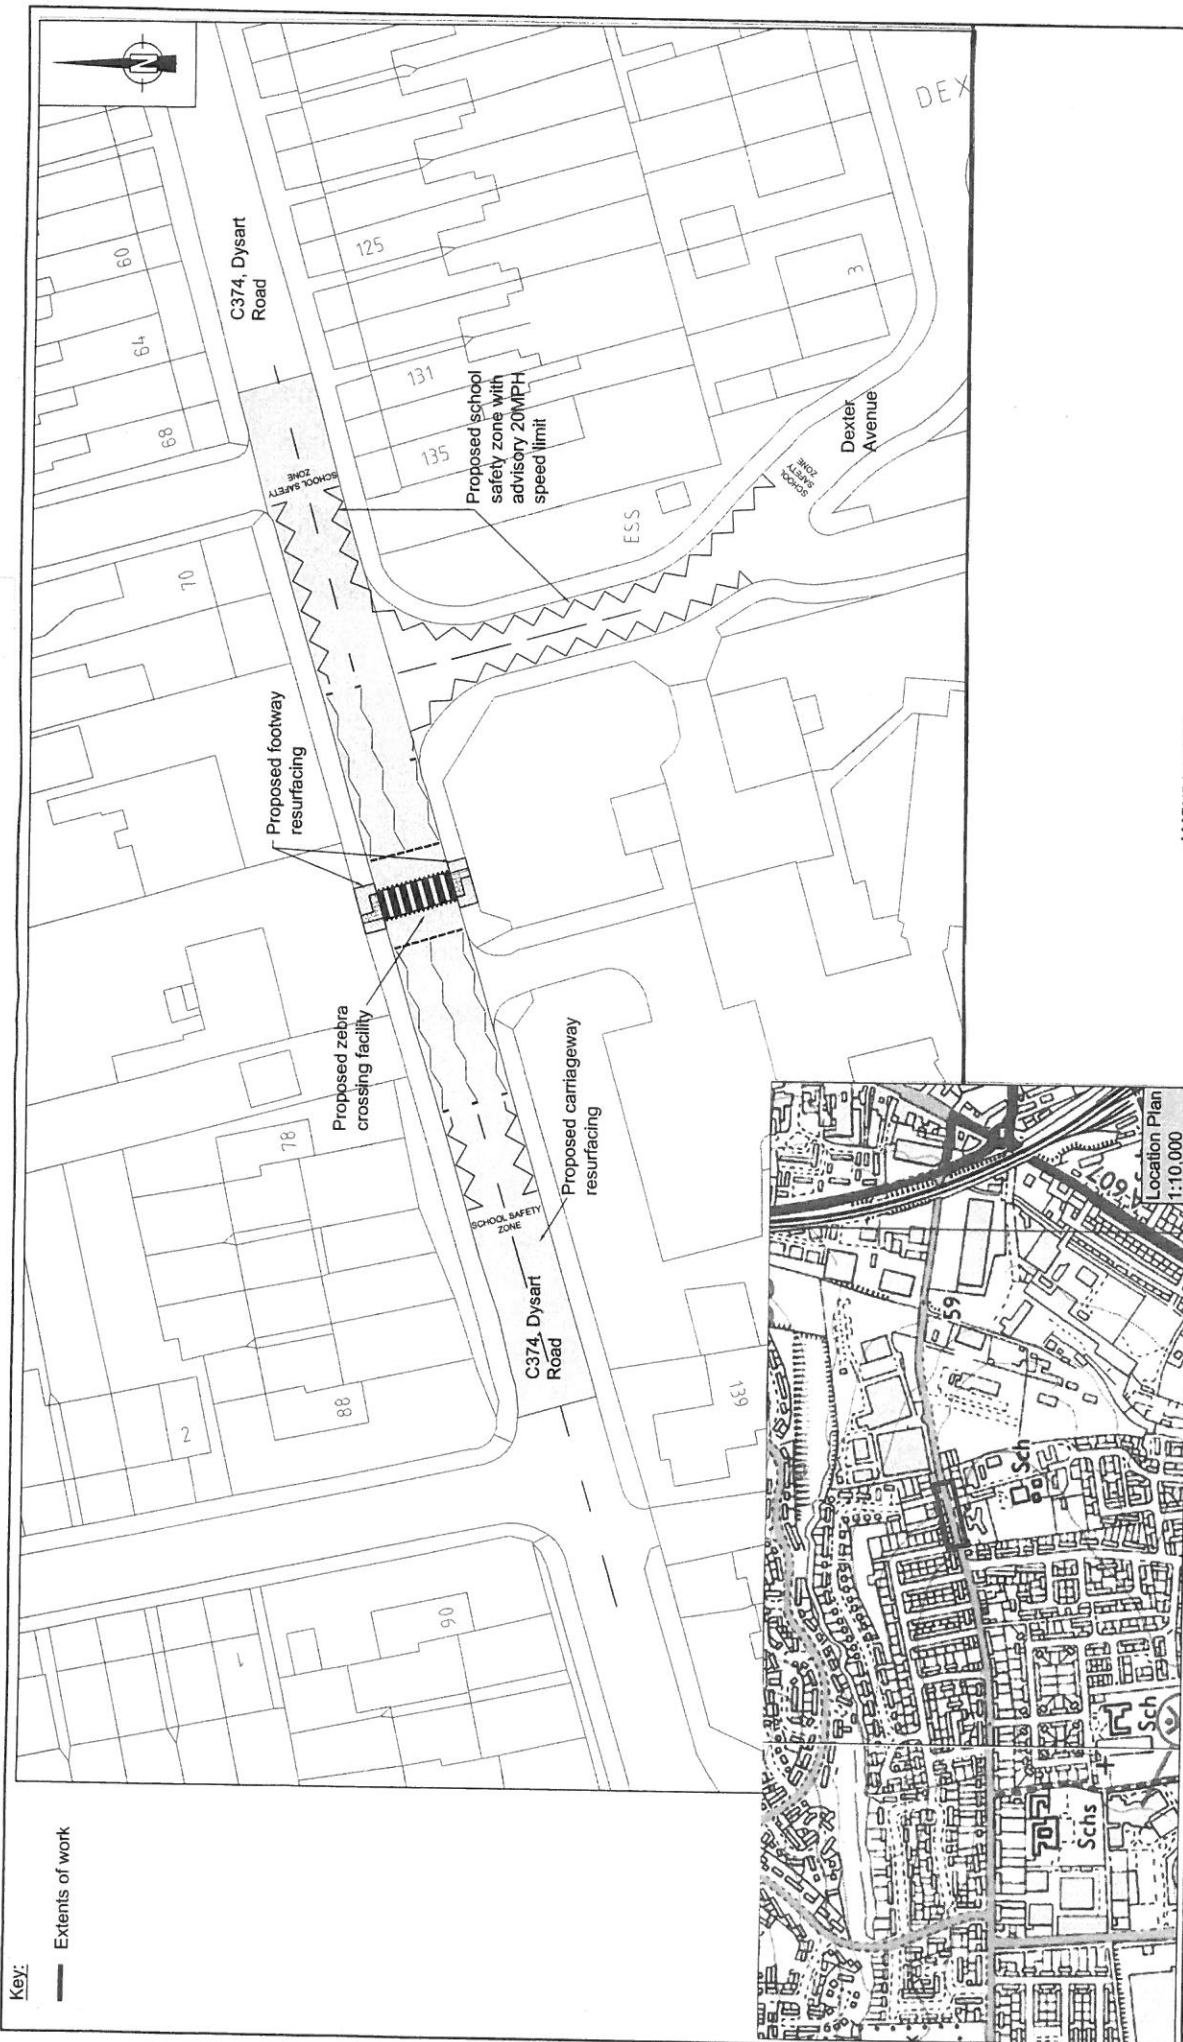 Key:
Extents of work
N
60
64
68
70
78
88
90
2
1
125
131
135
139
3
ESS
DEX
C374, Dysart
Road
Proposed school
safety zone with
advisory 20MPH
speed limit
SCHOOL SAFETY
ZONE
Dexter
Avenue
SCHOOL
SAFETY
ZONE
Proposed footway
resurfacing
Proposed zebra
crossing facility
Proposed carriageway
resurfacing
SCHOOL SAFETY
ZONE
C374, Dysart
Road
59
Sch
Sch
Schs
Location Plan
1:10,000